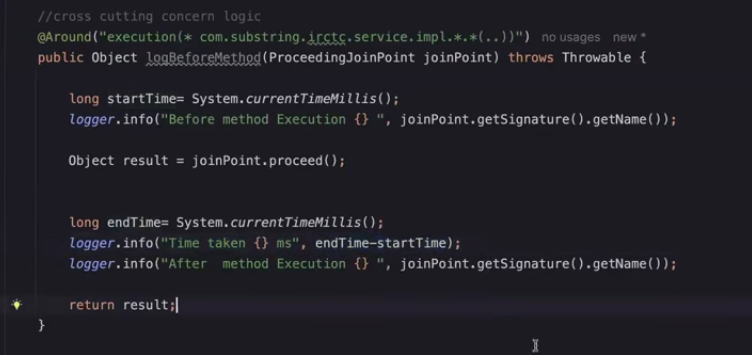 //cross cutting concern logic
@Around("execution(* com.substring.irctc.service.impl.*.*(..))") no usages new *
public Object logBeforeMethod(ProceedingJoinPoint joinPoint) throws Throwable {
long startTime= System.currentTimeMillis();
logger.info("Before method Execution {} ", joinPoint.getSignature().getName());
Object result = joinPoint.proceed();
long endTime= System.currentTimeMillis();
logger.info("Time taken {} ms", endTime-startTime);
logger.info("After  method Execution {} ", joinPoint.getSignature().getName());
return result;
}